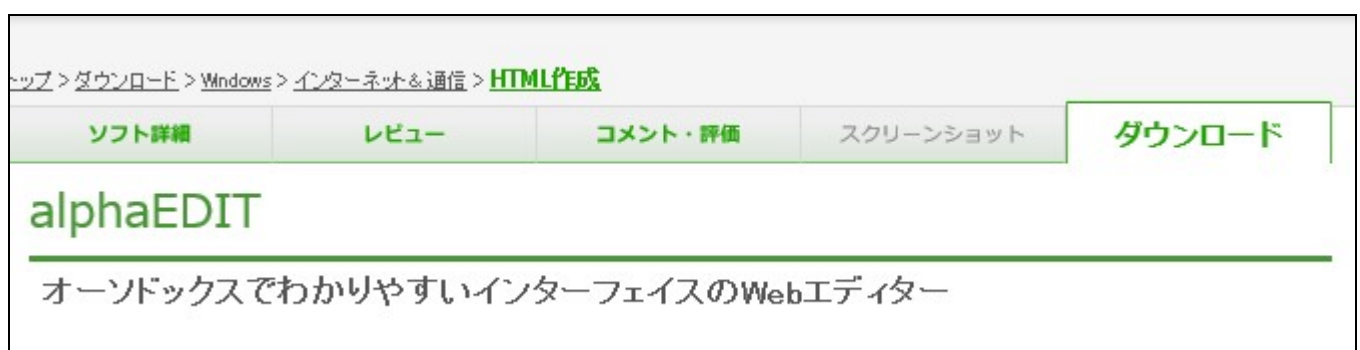 トップ > ダウンロード > Windows > インターネット&通信 > HTML作成
ソフト詳細 レビュー コメント・評価 スクリーンショット ダウンロード
alphaEDIT
オーソドックスでわかりやすいインターフェイスのWebエディター